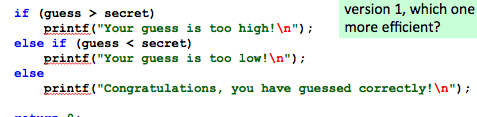 if (guess > secret)
printf("Your guess is too high!\n");
else if (guess < secret)
printf("Your guess is too low!\n");
else
printf("Congratulations, you have guessed correctly!\n");
version 1, which one
more efficient?